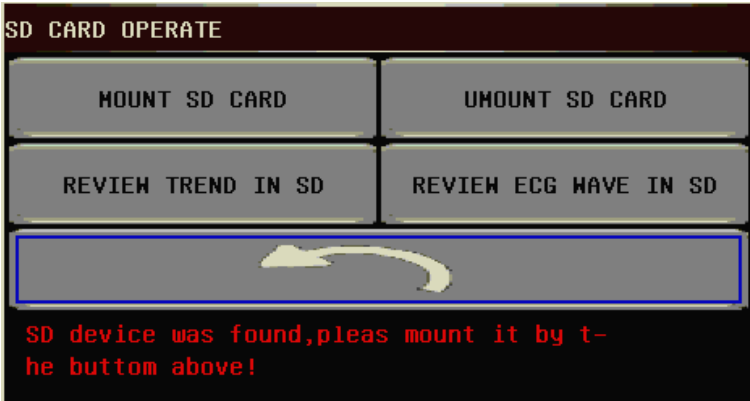 SD CARD OPERATE
MOUNT SD CARD
UMOUNT SD CARD
REVIEW TREND IN SD
REVIEW ECG WAVE IN SD
SD device was found,pleas mount it by t-
he buttom above!